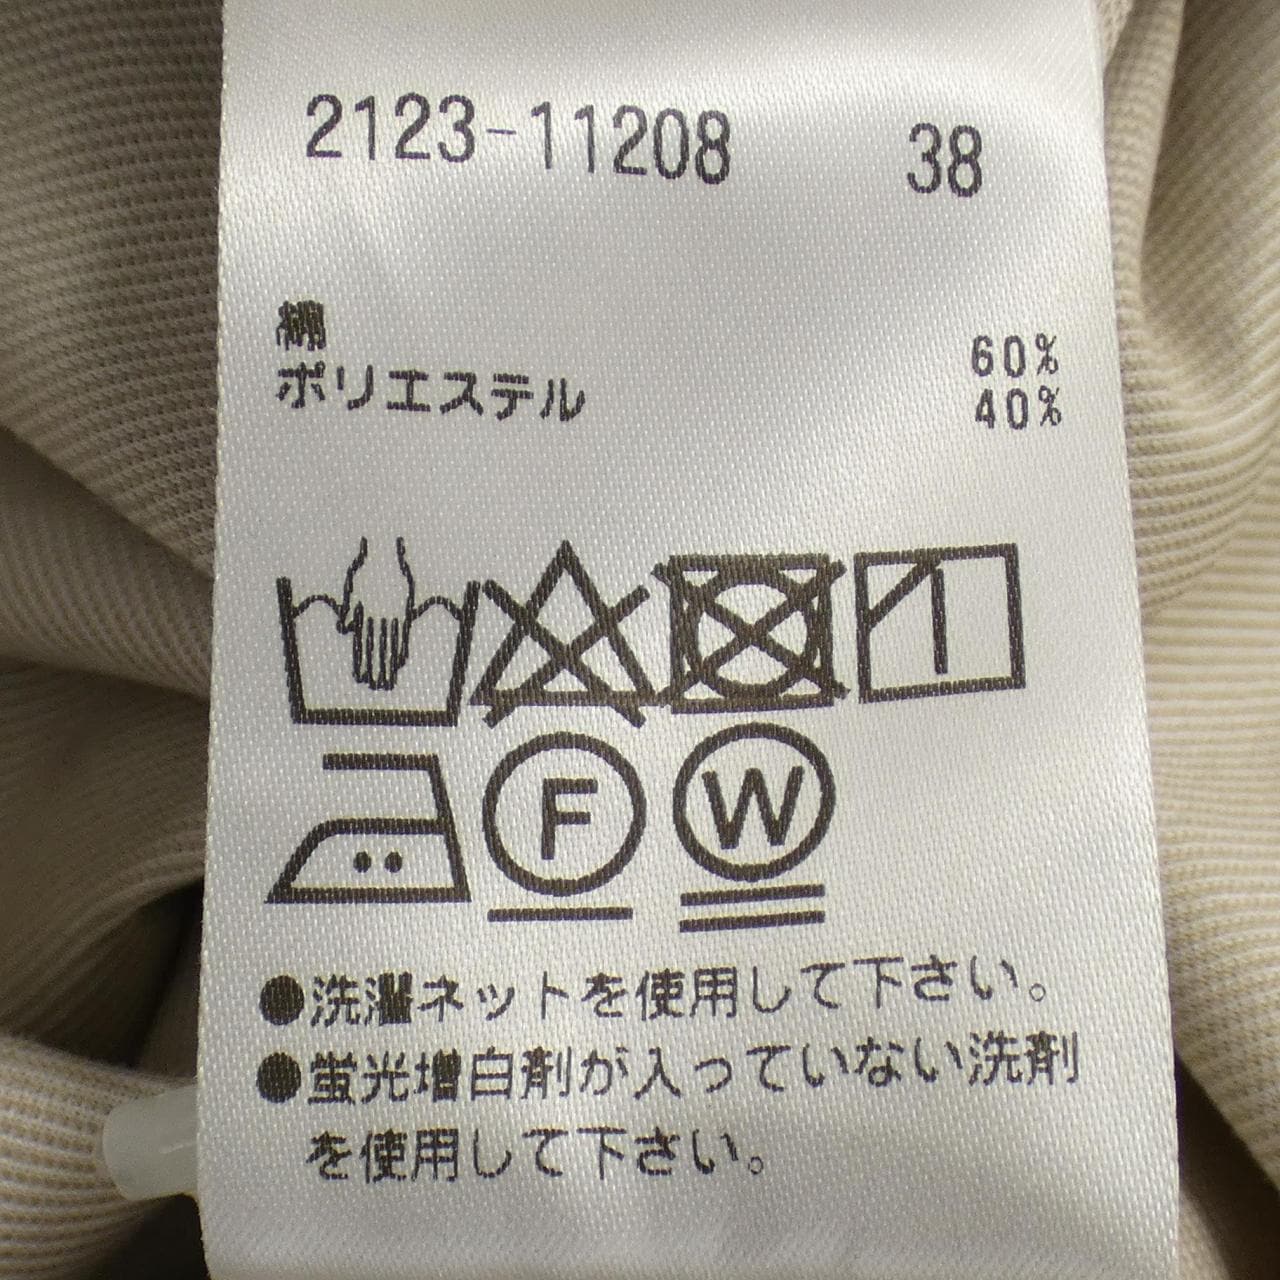 2123-11208 38
綿 60%
ポリエステル 40%
F W
●洗濯ネットを使用して下さい。
●蛍光増白剤が入っていない洗剤
を使用して下さい。